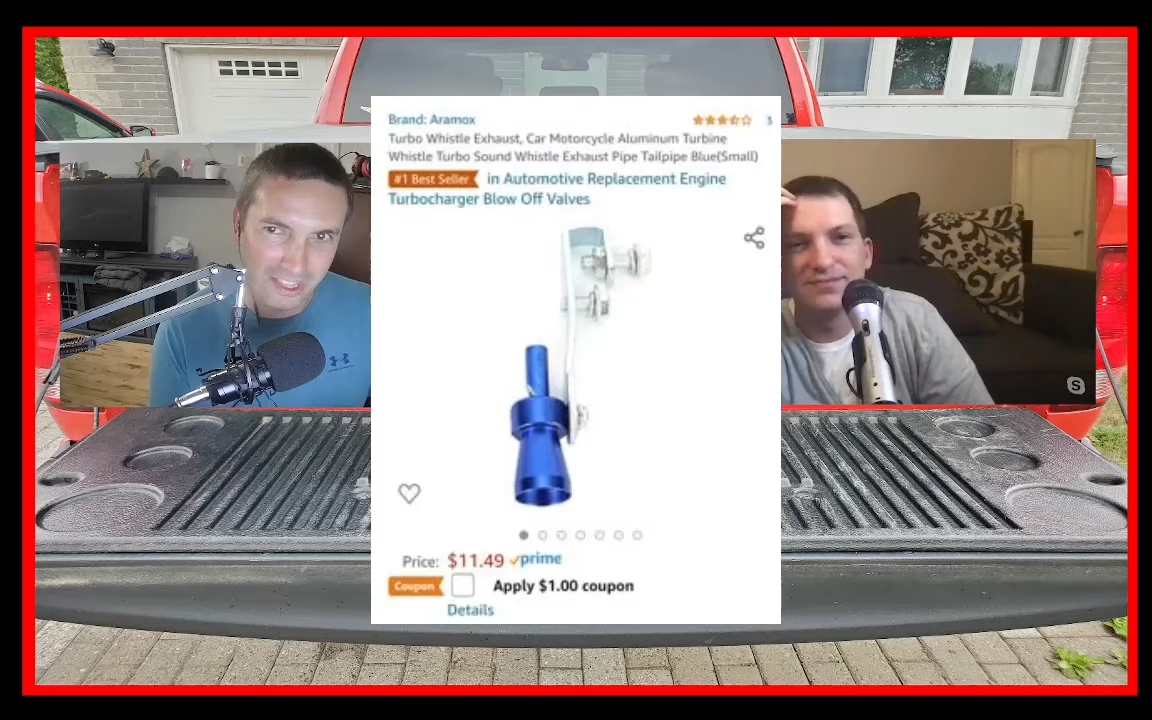 Brand: Aramox
Turbo Whistle Exhaust, Car Motorcycle Aluminum Turbine
Whistle Turbo Sound Whistle Exhaust Pipe Tailpipe Blue(Small)
#1 Best Seller in Automotive Replacement Engine
Turbocharger Blow Off Valves
Price: $11.49 prime
Coupon Apply $1.00 coupon
Details